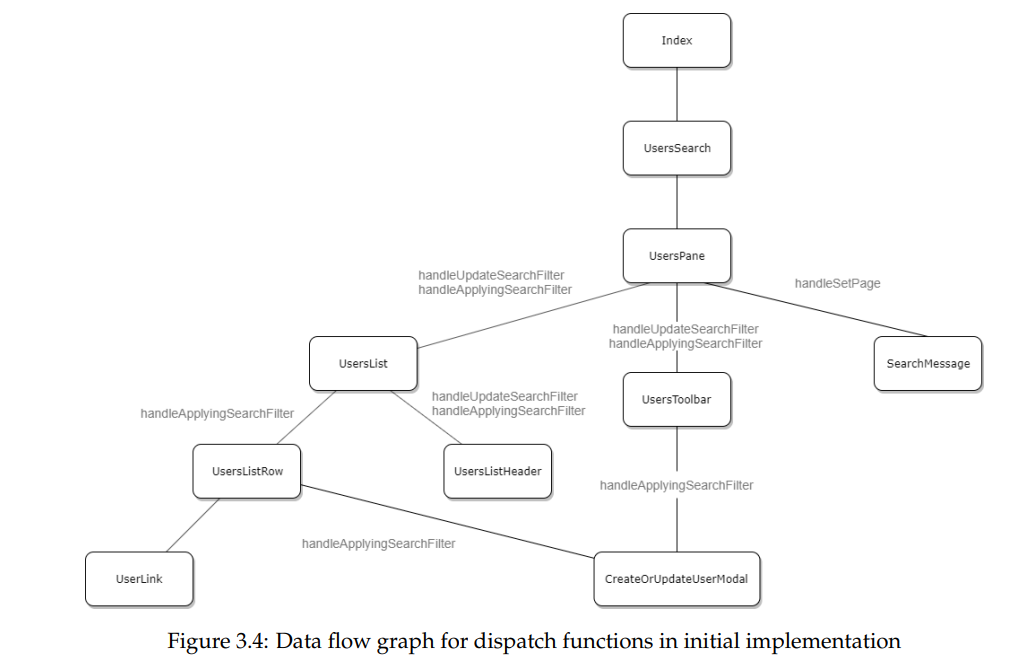 Index
UsersSearch
UsersPane
handleUpdateSearchFilter
handleApplyingSearchFilter
handleSetPage
handleUpdateSearchFilter
handleApplyingSearchFilter
UsersList
SearchMessage
UsersToolbar
handleUpdateSearchFilter
handleApplyingSearchFilter
handleApplyingSearchFilter
UsersListRow
UsersListHeader
handleApplyingSearchFilter
handleApplyingSearchFilter
UserLink
CreateOrUpdateUserModal
Figure 3.4: Data flow graph for dispatch functions in initial implementation